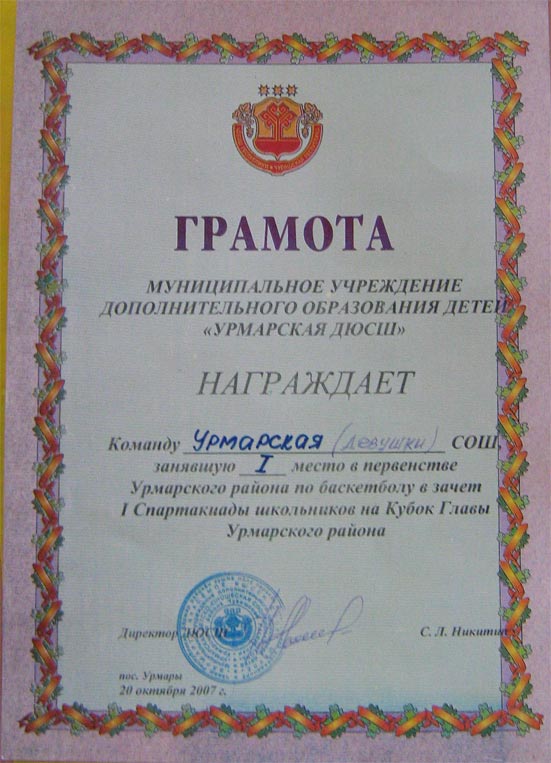 ГРАМОТА
МУНИЦИПАЛЬНОЕ УЧРЕЖДЕНИЕ
ДОПОЛНИТЕЛЬНОГО ОБРАЗОВАНИЯ ДЕТЕЙ
«УРМАРСКАЯ ДЮСШ»
НАГРАЖДАЕТ
Команду Урмарская (девушки) СОШ,
занявшую I место в первенстве
Урмарского района по баскетболу в зачет
I Спартакиады школьников на Кубок Главы
Урмарского района
Директор ДЮСШ С. Л. Никитин
пос. Урмары
20 октября 2007 г.